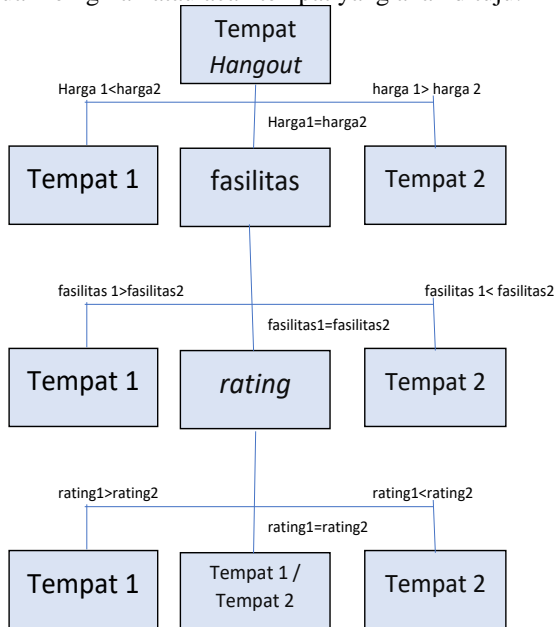 Tempat
Hangout
Harga 1<harga2
harga 1> harga 2
Harga1=harga2
Tempat 1
fasilitas
Tempat 2
fasilitas 1>fasilitas2
fasilitas 1< fasilitas2
fasilitas1=fasilitas2
Tempat 1
rating
Tempat 2
rating1>rating2
rating1<rating2
rating1=rating2
Tempat 1
Tempat 1 /
Tempat 2
Tempat 2